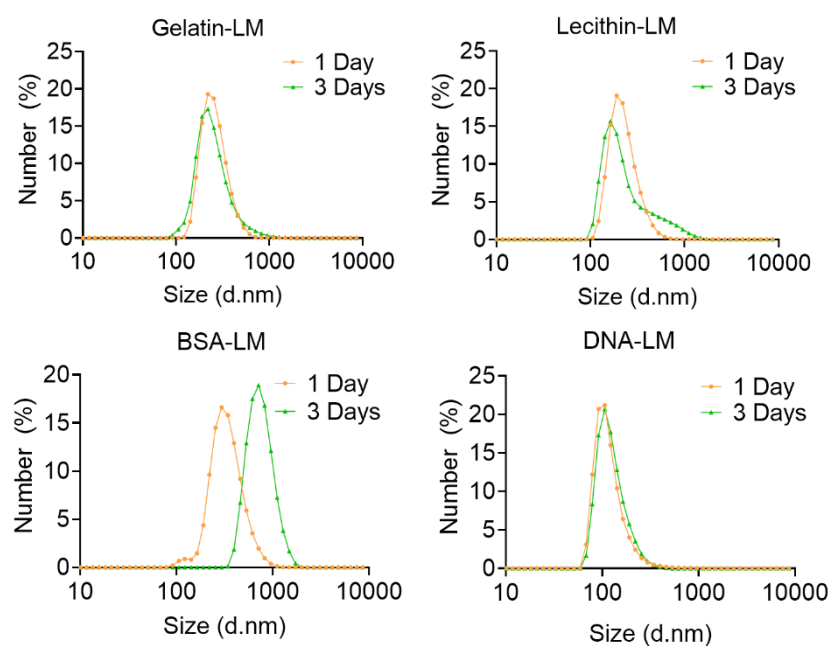 Gelatin-LM
1 Day
3 Days
Number (%)
25
20
15
10
5
0
10 100 1000 10000
Size (d.nm)
Lecithin-LM
1 Day
3 Days
Number (%)
25
20
15
10
5
0
10 100 1000 10000
Size (d.nm)
BSA-LM
1 Day
3 Days
Number (%)
20
15
10
5
0
10 100 1000 10000
Size (d.nm)
DNA-LM
1 Day
3 Days
Number (%)
25
20
15
10
5
0
10 100 1000 10000
Size (d.nm)